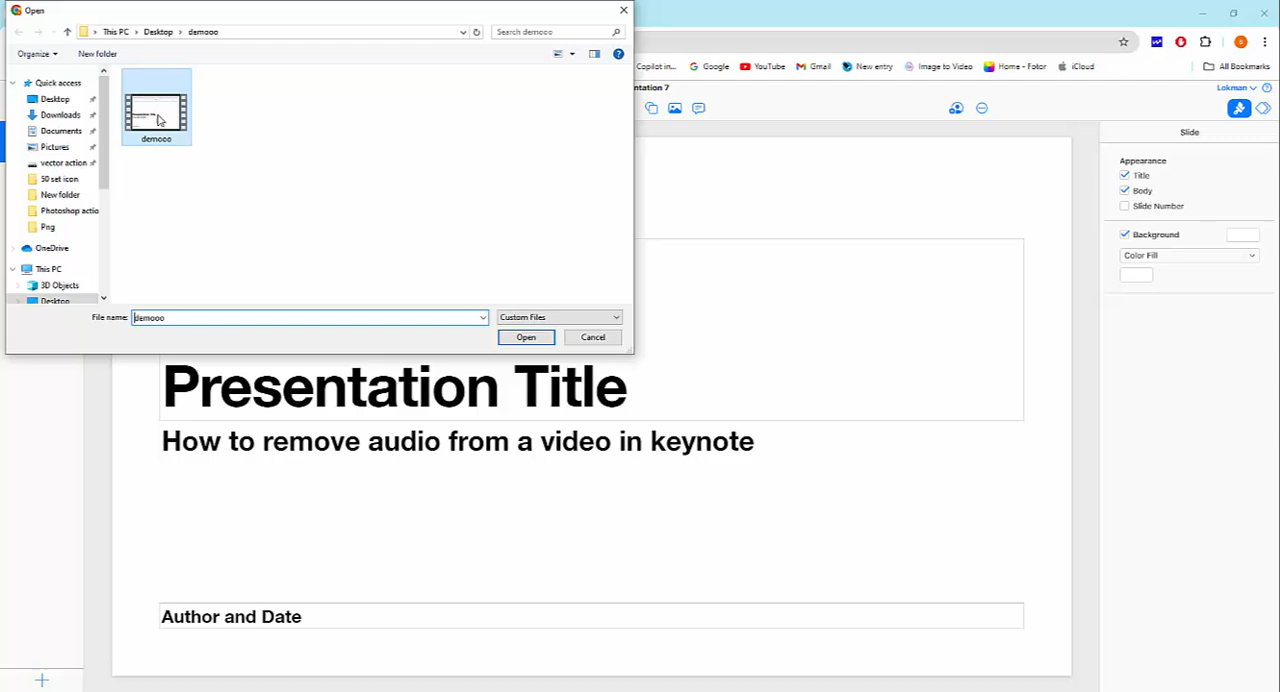 Open
This PC > Desktop > demooo
Search demooo
Organize
New folder
Quick access
Desktop
Downloads
Documents
Pictures
vector action
50 set icon
New folder
Photoshop actio
Png
OneDrive
This PC
3D Objects
Desktop
demooo
File name: demooo
Custom Files
Open
Cancel
Copilot in...
Google
YouTube
Gmail
New entry
Image to Video
Home - Fotor
iCloud
All Bookmarks
ntation 7
Lokman
Slide
Appearance
Title
Body
Slide Number
Background
Color Fill
Presentation Title
How to remove audio from a video in keynote
Author and Date